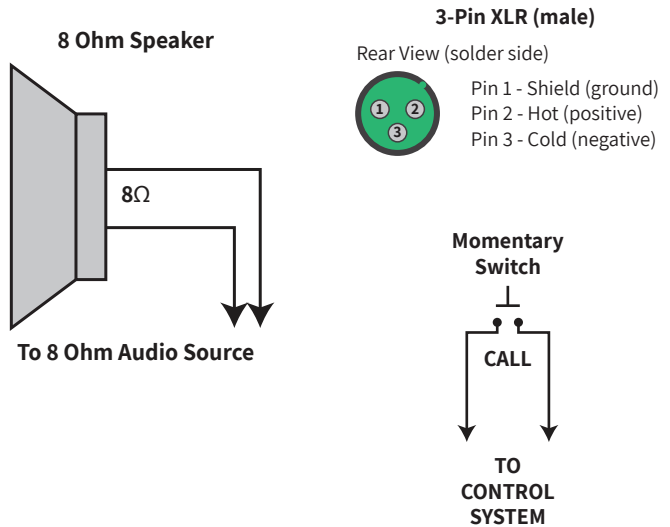 8 Ohm Speaker
8Ω
To 8 Ohm Audio Source
3-Pin XLR (male)
Rear View (solder side)
1
2
3
Pin 1 - Shield (ground)
Pin 2 - Hot (positive)
Pin 3 - Cold (negative)
Momentary
Switch
CALL
TO
CONTROL
SYSTEM